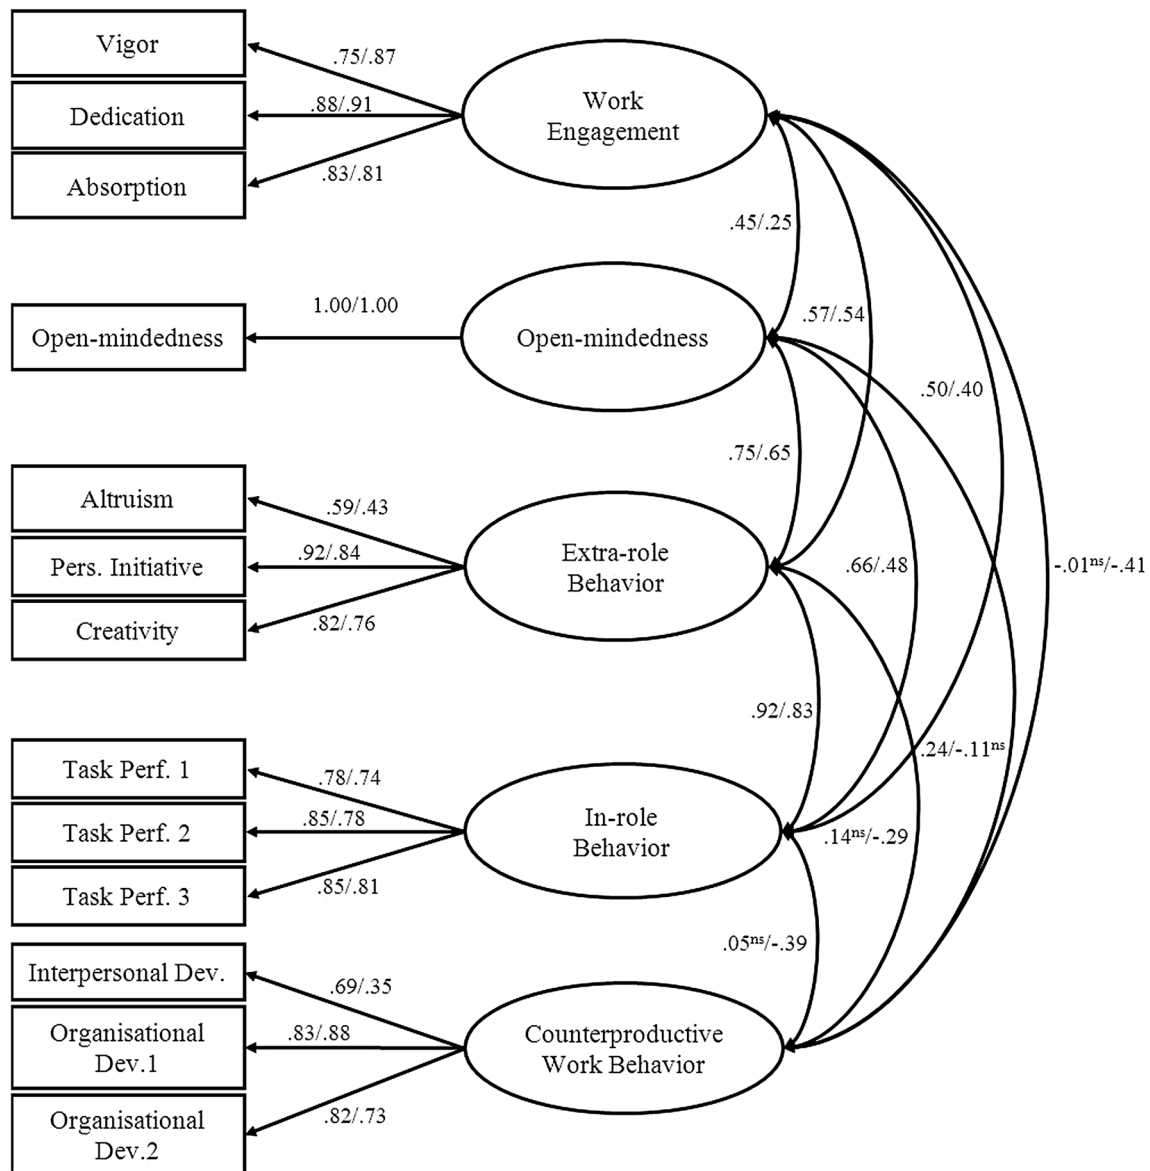 Vigor
.75/.87
Dedication
.88/.91
Absorption
.83/.81
Work
Engagement
.45/.25
Open-mindedness
1.00/1.00
Open-mindedness
.57/.54
.50/.40
.75/.65
Altruism
.59/.43
Pers. Initiative
.92/.84
Creativity
.82/.76
Extra-role
Behavior
.66/.48
-.01ns/-.41
.92/.83
.24/-.11ns
Task Perf. 1
.78/.74
Task Perf. 2
.85/.78
Task Perf. 3
.85/.81
In-role
Behavior
.14ns/-.29
.05ns/-.39
Interpersonal Dev.
.69/.35
Organisational
Dev.1
.83/.88
Organisational
Dev.2
.82/.73
Counterproductive
Work Behavior